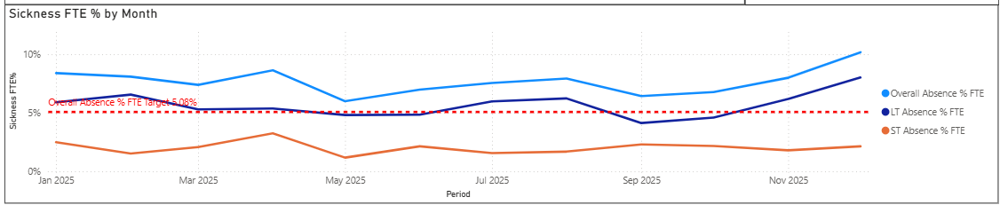 Sickness FTE % by Month
10%
Overall Absence % FTE Target 5.08%
5%
0%
Sickness FTE%
Jan 2025 Mar 2025 May 2025 Jul 2025 Sep 2025 Nov 2025
Period
Overall Absence % FTE
LT Absence % FTE
ST Absence % FTE